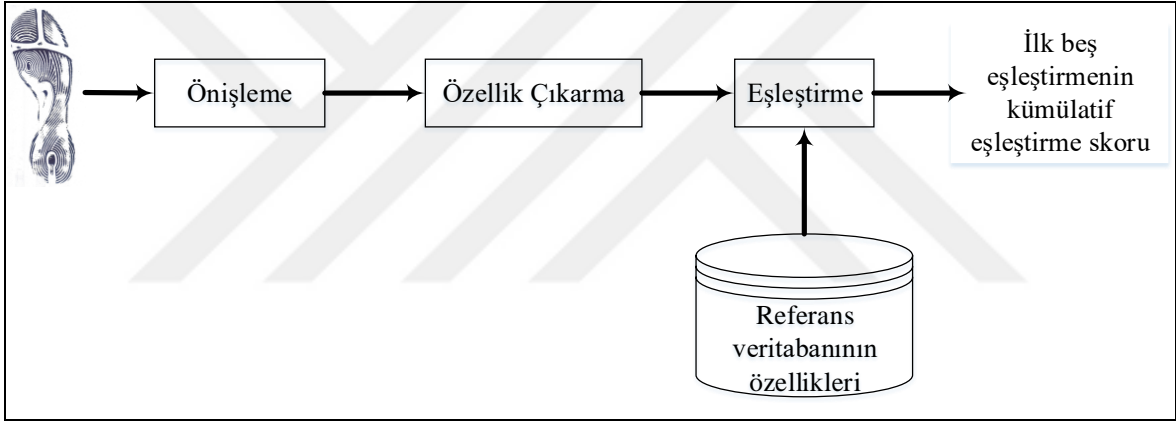 Önişleme
Özellik Çıkarma
Eşleştirme
İlk beş
eşleştirmenin
kümülatif
eşleştirme skoru
Referans
veritabanının
özellikleri